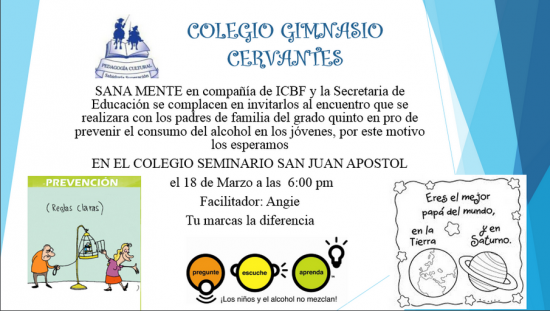 COLEGIO GIMNASIO
CERVANTES
PEDAGOGÍA CULTURAL
SANA MENTE en compañía de ICBF y la Secretaria de
Educación se complacen en invitarlos al encuentro que se
realizara con los padres de familia del grado quinto en pro de
prevenir el consumo del alcohol en los jóvenes, por este motivo
los esperamos
EN EL COLEGIO SEMINARIO SAN JUAN APOSTOL
el 18 de Marzo a las 6:00 pm
Facilitador: Angie
Tu marcas la diferencia
PREVENCIÓN
(Reglas claras)
pregunte
escuche
aprenda
¡Los niños y el alcohol no mezclan!
Eres el mejor
papá del mundo,
en la
Tierra
y en
Saturno.